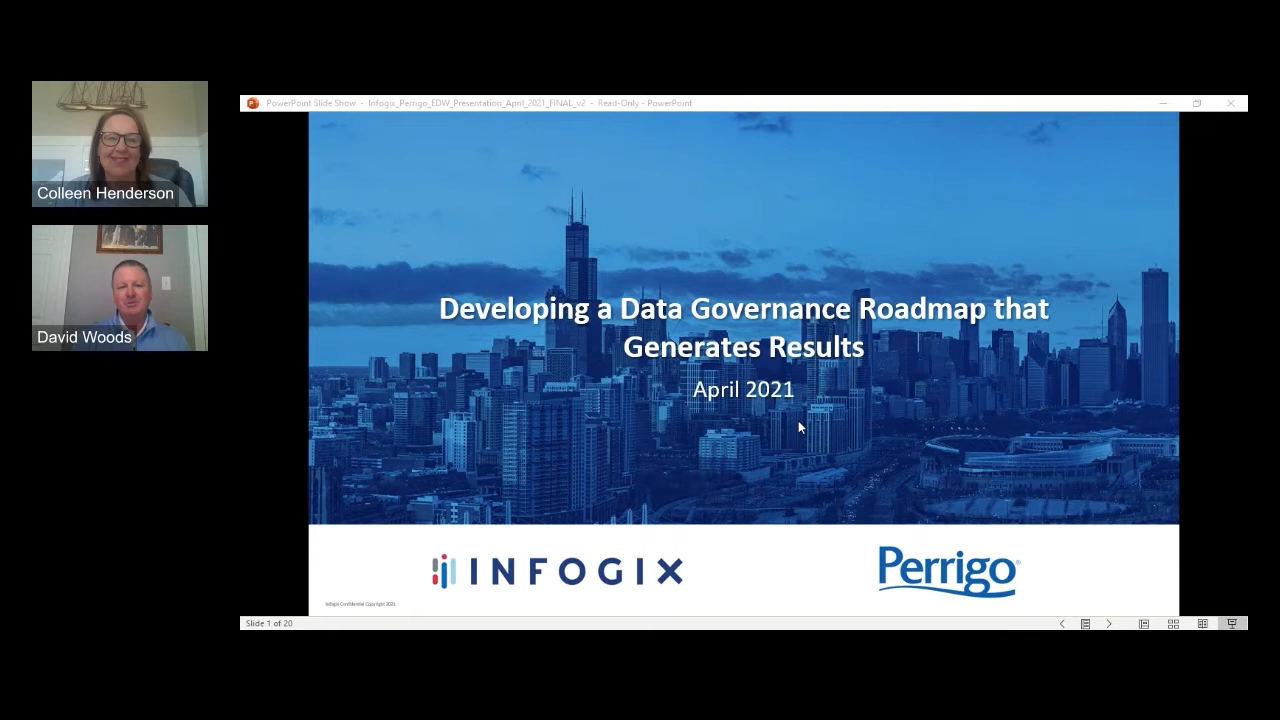 Colleen Henderson
David Woods
PowerPoint Slide Show - Infogix_Perrigo_EDW_Presentation_April_2021_FINAL_v2 - Read-Only - PowerPoint
Developing a Data Governance Roadmap that
Generates Results
April 2021
INFOGIX
Perrigo
Infogix Confidential Copyright 2021
Slide 1 of 20